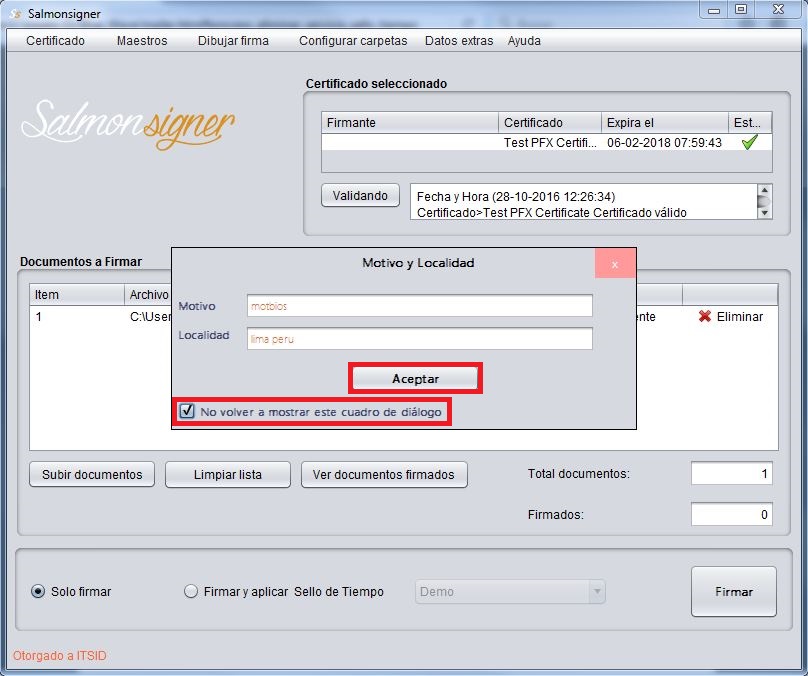 Salmonsigner
Certificado Maestros Dibujar firma Configurar carpetas Datos extras Ayuda
Salmonsigner
Certificado seleccionado
Firmante Certificado Expira el Est...
Test PFX Certifi... 06-02-2018 07:59:43
Validando
Fecha y Hora (28-10-2016 12:26:34)
Certificado>Test PFX Certificate Certificado válido
Documentos a Firmar
Item Archivo
1 C:\User ente Eliminar
Motivo y Localidad x
Motivo motbios
Localidad lima peru
Aceptar
No volver a mostrar este cuadro de diálogo
Subir documentos Limpiar lista Ver documentos firmados Total documentos: 1
Firmados: 0
Solo firmar Firmar y aplicar Sello de Tiempo Demo Firmar
Otorgado a ITSID